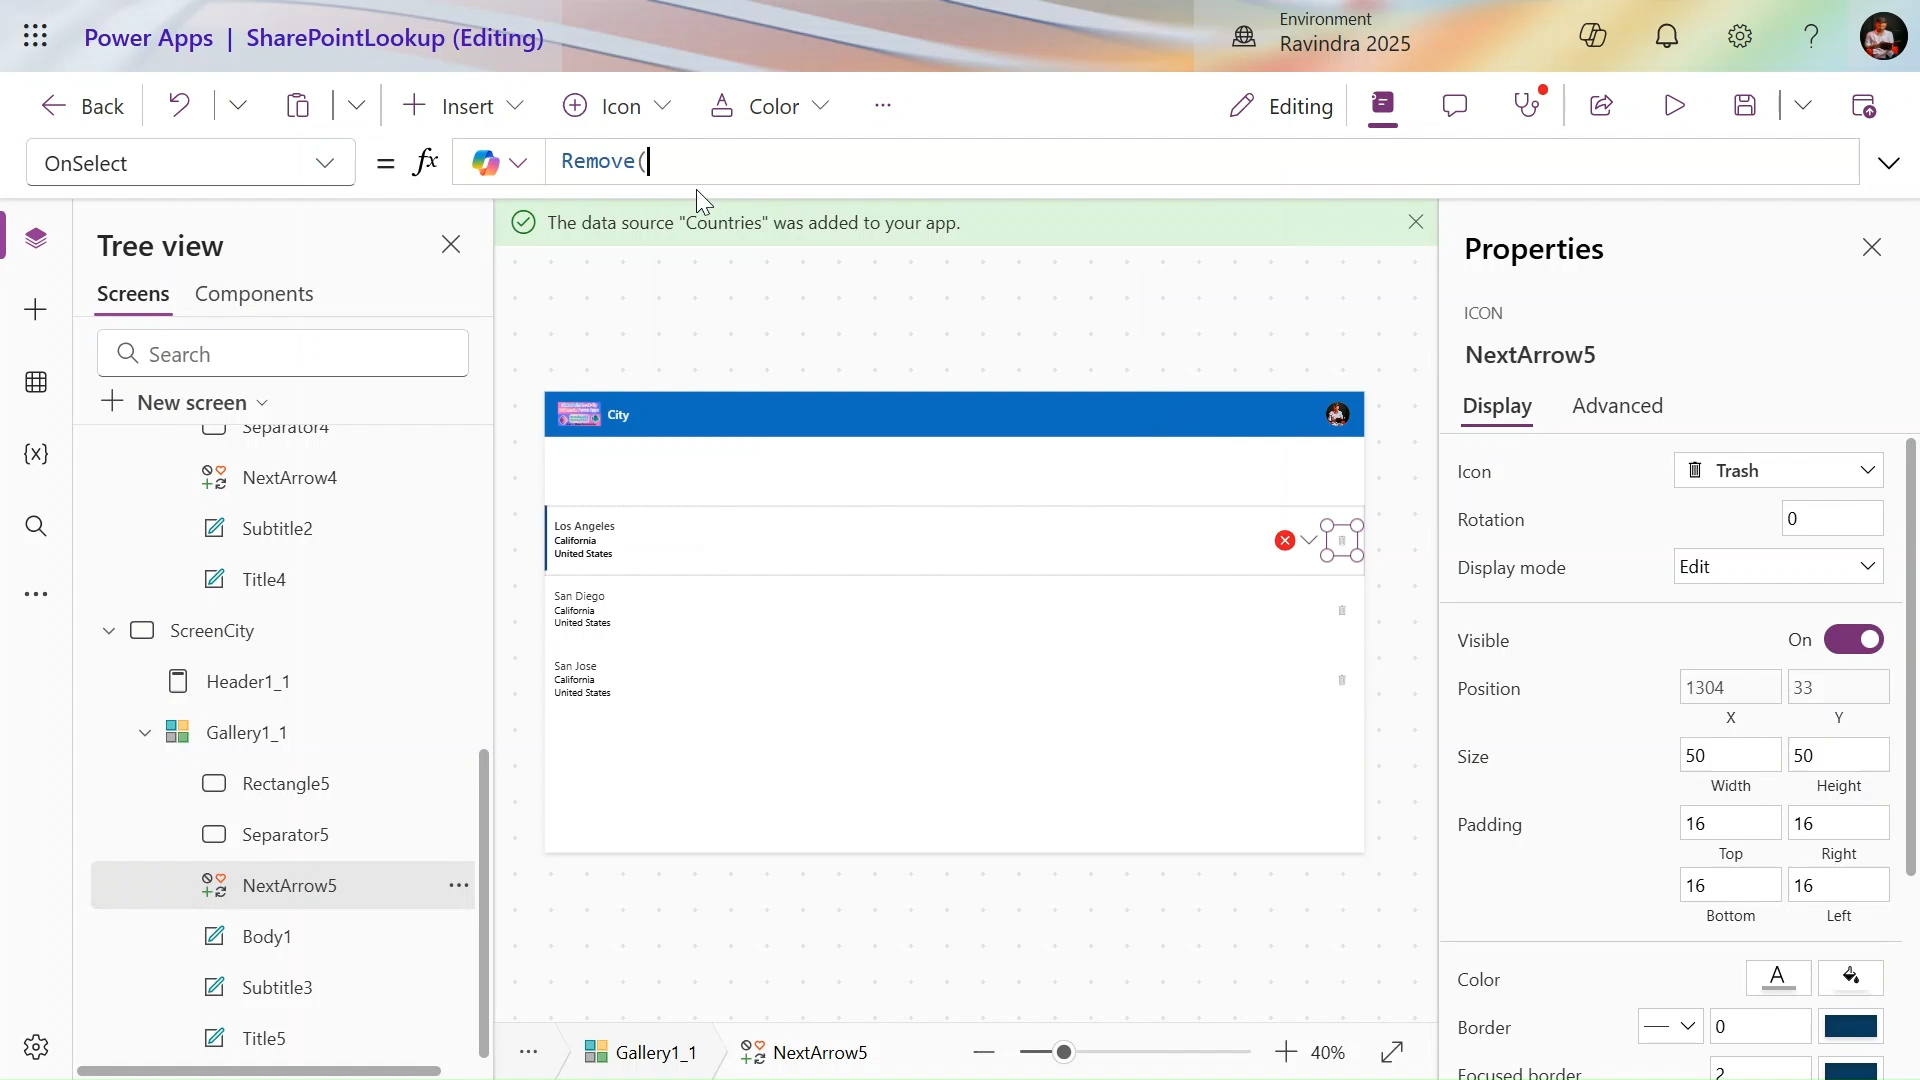 Power Apps | SharePointLookup (Editing)
Environment
Ravindra 2025
Back
Insert
Icon
Color
Editing
OnSelect
= fx
Remove(
The data source "Countries" was added to your app.
Tree view
Screens
Components
Search
New screen
Separator4
NextArrow4
Subtitle2
Title4
ScreenCity
Header1_1
Gallery1_1
Rectangle5
Separator5
NextArrow5
Body1
Subtitle3
Title5
City
Los Angeles
California
United States
San Diego
California
United States
San Jose
California
United States
Gallery1_1
NextArrow5
40%
Properties
ICON
NextArrow5
Display
Advanced
Icon
Trash
Rotation
0
Display mode
Edit
Visible
On
Position
1304
33
X
Y
Size
50
50
Width
Height
Padding
16
16
Top
Right
16
16
Bottom
Left
Color
Border
0
Focused border
2